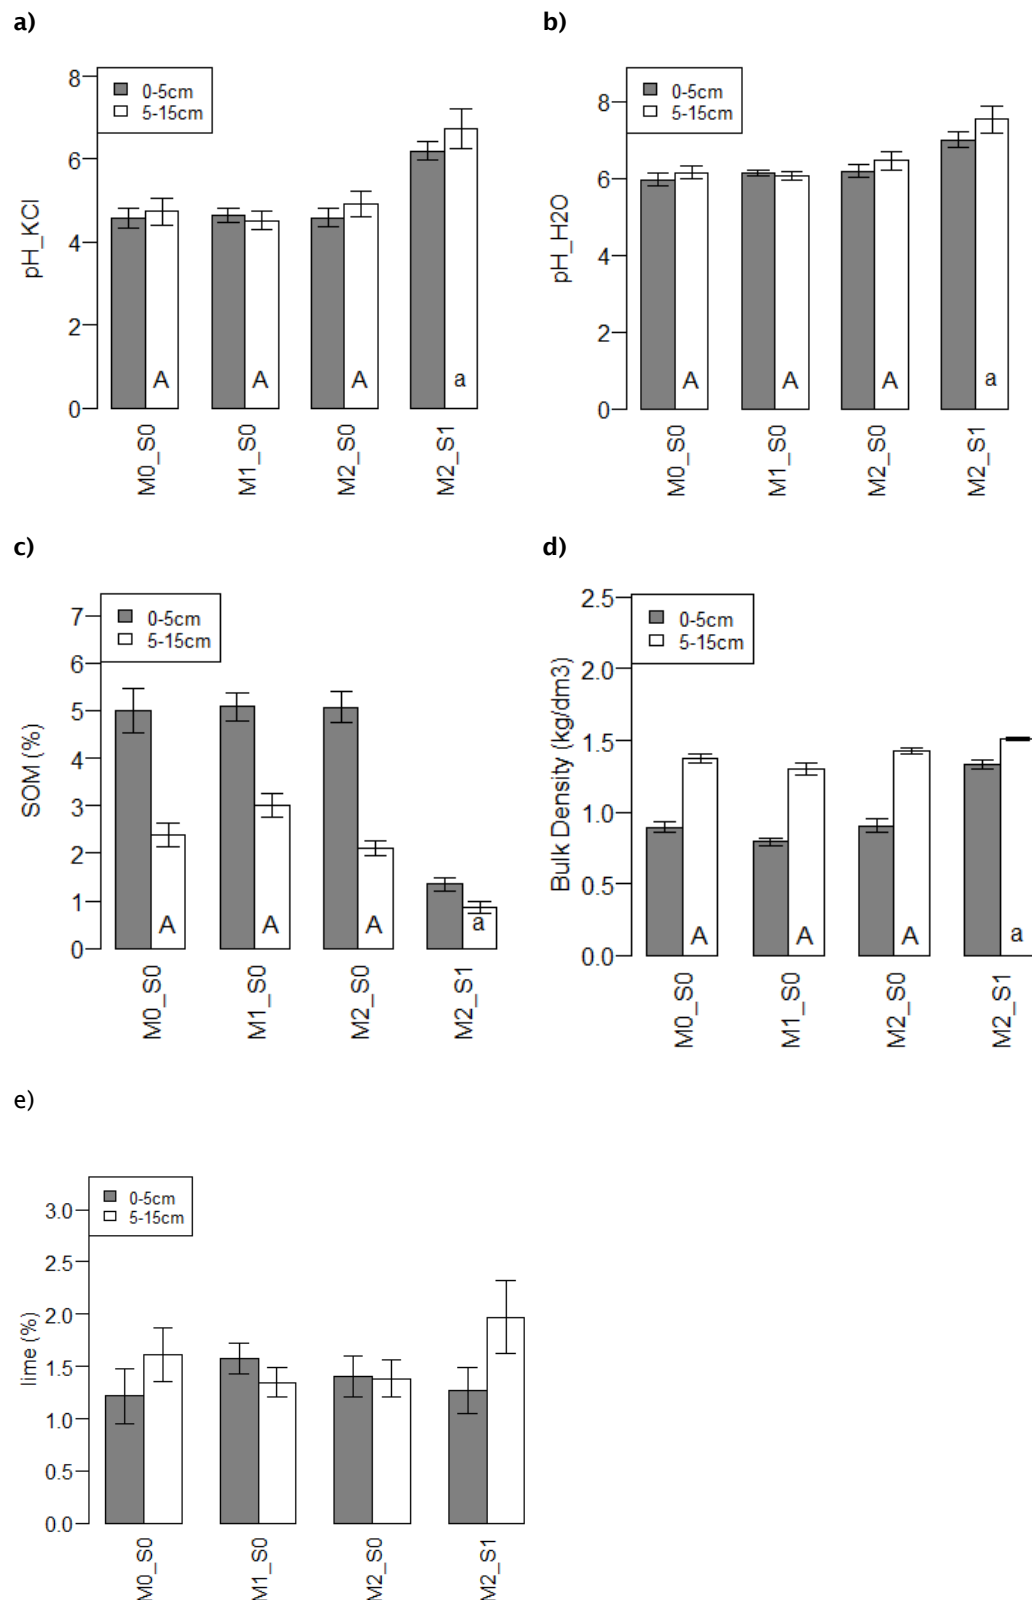 a)
8
6
4
2
0
pH_KCl
0-5cm
5-15cm
A
A
A
a
M0_S0
M1_S0
M2_S0
M2_S1
b)
8
6
4
2
0
pH_H2O
0-5cm
5-15cm
A
A
A
a
M0_S0
M1_S0
M2_S0
M2_S1
c)
7
6
5
4
3
2
1
0
SOM (%)
0-5cm
5-15cm
A
A
A
a
M0_S0
M1_S0
M2_S0
M2_S1
d)
2.5
2.0
1.5
1.0
0.5
0.0
Bulk Density (kg/dm3)
0-5cm
5-15cm
A
A
A
a
M0_S0
M1_S0
M2_S0
M2_S1
e)
3.0
2.5
2.0
1.5
1.0
0.5
0.0
lime (%)
0-5cm
5-15cm
M0_S0
M1_S0
M2_S0
M2_S1